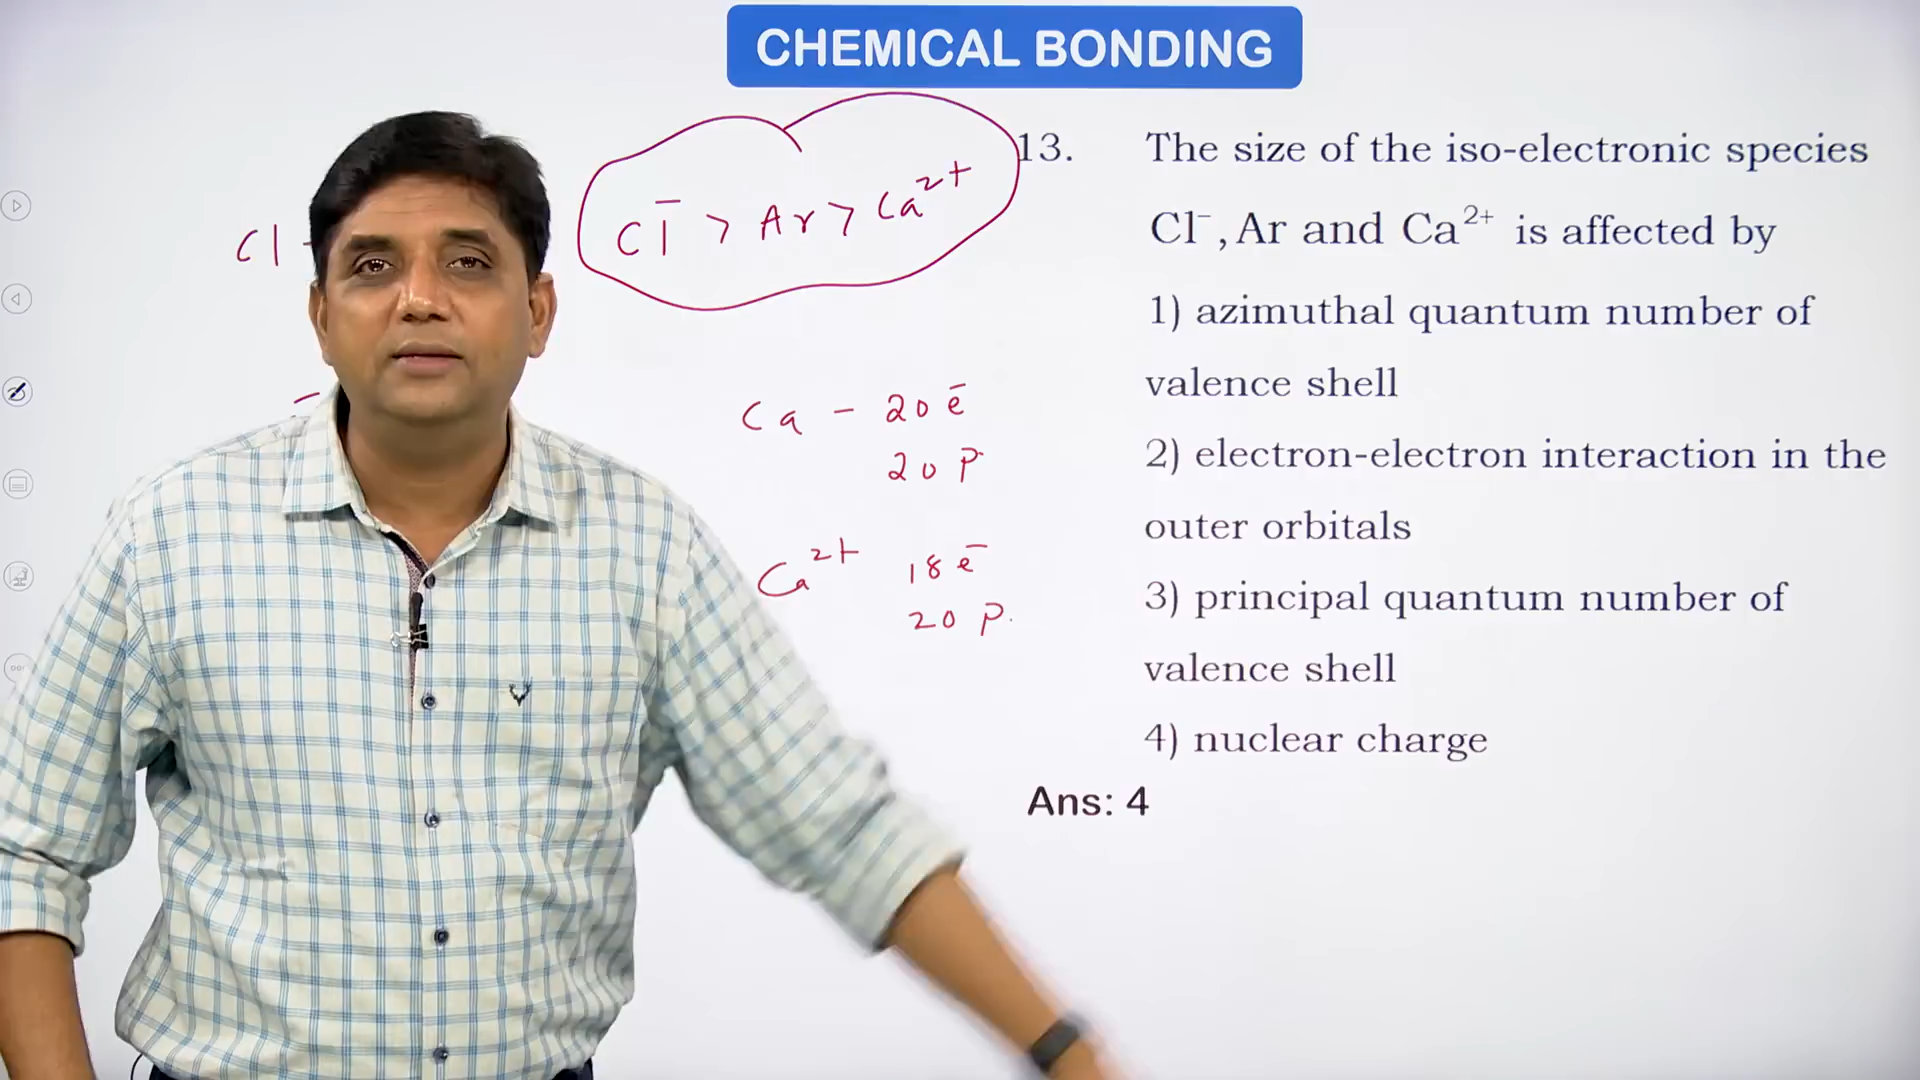 CHEMICAL BONDING
Cl
Cl⁻ > Ar > Ca²⁺
Ca - 20 e⁻
20 p
Ca²⁺ 18 e⁻
20 p.
13. The size of the iso-electronic species
Cl⁻, Ar and Ca²⁺ is affected by
1) azimuthal quantum number of
valence shell
2) electron-electron interaction in the
outer orbitals
3) principal quantum number of
valence shell
4) nuclear charge
Ans: 4